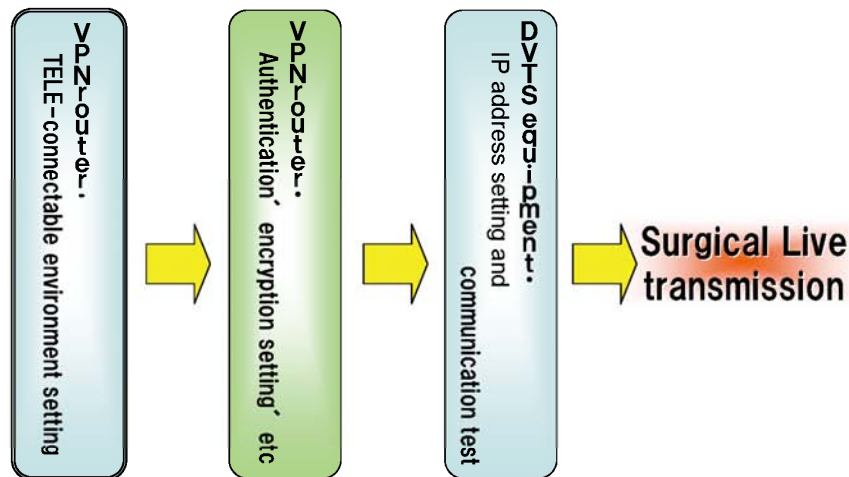 VPNrouter.
TELE-connectable environment setting
VPNrouter.
Authentication′ encryption setting′ etc
DVTS equipment.
IP address setting and
communication test
Surgical Live
transmission